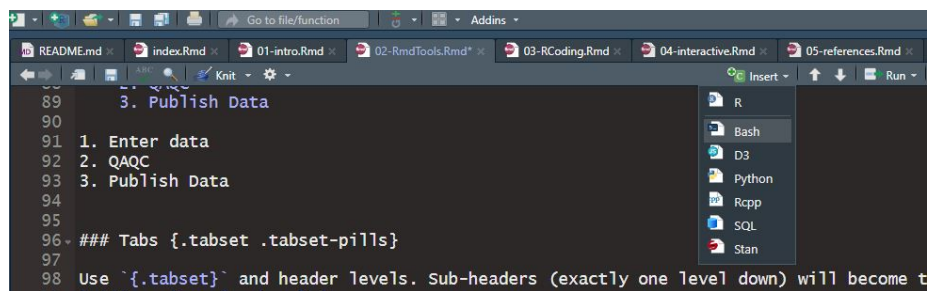 Go to file/function Addins
README.md index.Rmd 01-intro.Rmd 02-RmdTools.Rmd* 03-RCoding.Rmd 04-interactive.Rmd 05-references.Rmd
ABC Knit Insert Run
89 3. Publish Data
R
90
91 1. Enter data
Bash
92 2. QAQC
D3
93 3. Publish Data
Python
94
Rcpp
95
SQL
96 ### Tabs {.tabset .tabset-pills}
Stan
97
98 Use `{.tabset}` and header levels. Sub-headers (exactly one level down) will become t